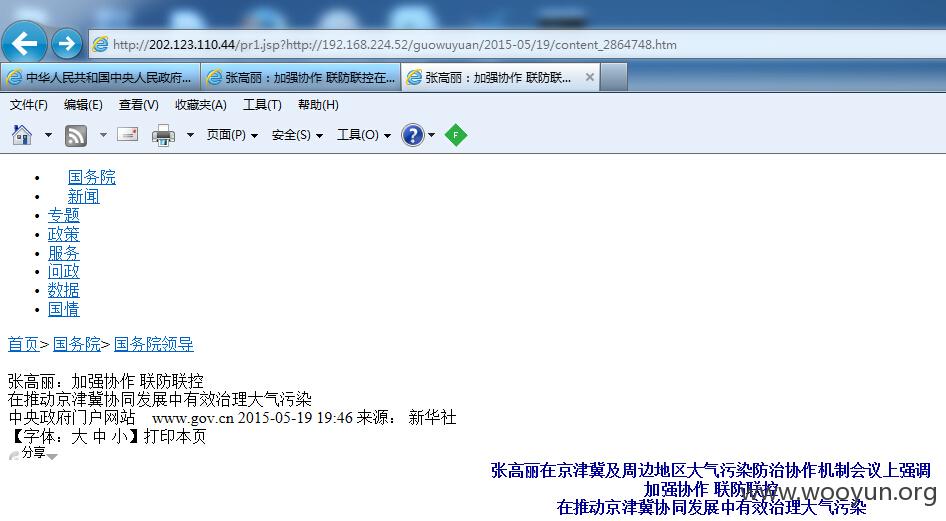 http://202.123.110.44/pr1.jsp?http://192.168.224.52/guowuyuan/2015-05/19/content_2864748.htm
中华人民共和国中央人民政府... 张高丽：加强协作 联防联控在... 张高丽：加强协作 联防联... ×
文件(F) 编辑(E) 查看(V) 收藏夹(A) 工具(T) 帮助(H)
页面(P) 安全(S) 工具(O) ? F
• 国务院
• 新闻
• 专题
• 政策
• 服务
• 问政
• 数据
• 国情
首页> 国务院> 国务院领导
张高丽：加强协作 联防联控
在推动京津冀协同发展中有效治理大气污染
中央政府门户网站 www.gov.cn 2015-05-19 19:46 来源： 新华社
【字体：大 中 小】打印本页
分享
张高丽在京津冀及周边地区大气污染防治协作机制会议上强调
加强协作 联防联控
www.wooyun.org
在推动京津冀协同发展中有效治理大气污染